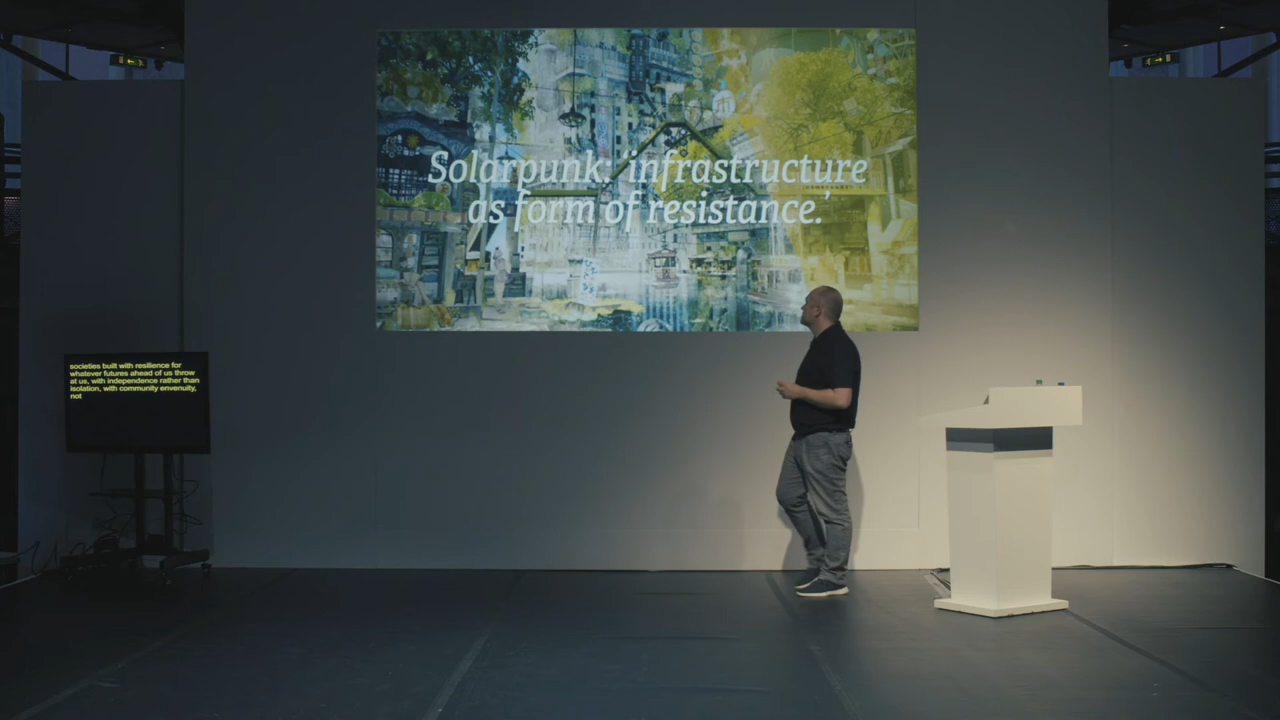 Solarpunk: ‘infrastructure
as form of resistance.’
societies built with resilience for
whatever futures ahead of us throw
at us, with independence rather than
isolation, with community envenuity,
not